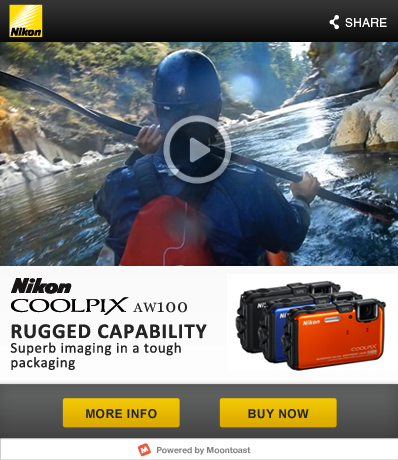 Nikon
SHARE
Nikon
COOLPIX AW100
RUGGED CAPABILITY
Superb imaging in a tough
packaging
Nikon
COOLPIX
MORE INFO
BUY NOW
Powered by Moontoast